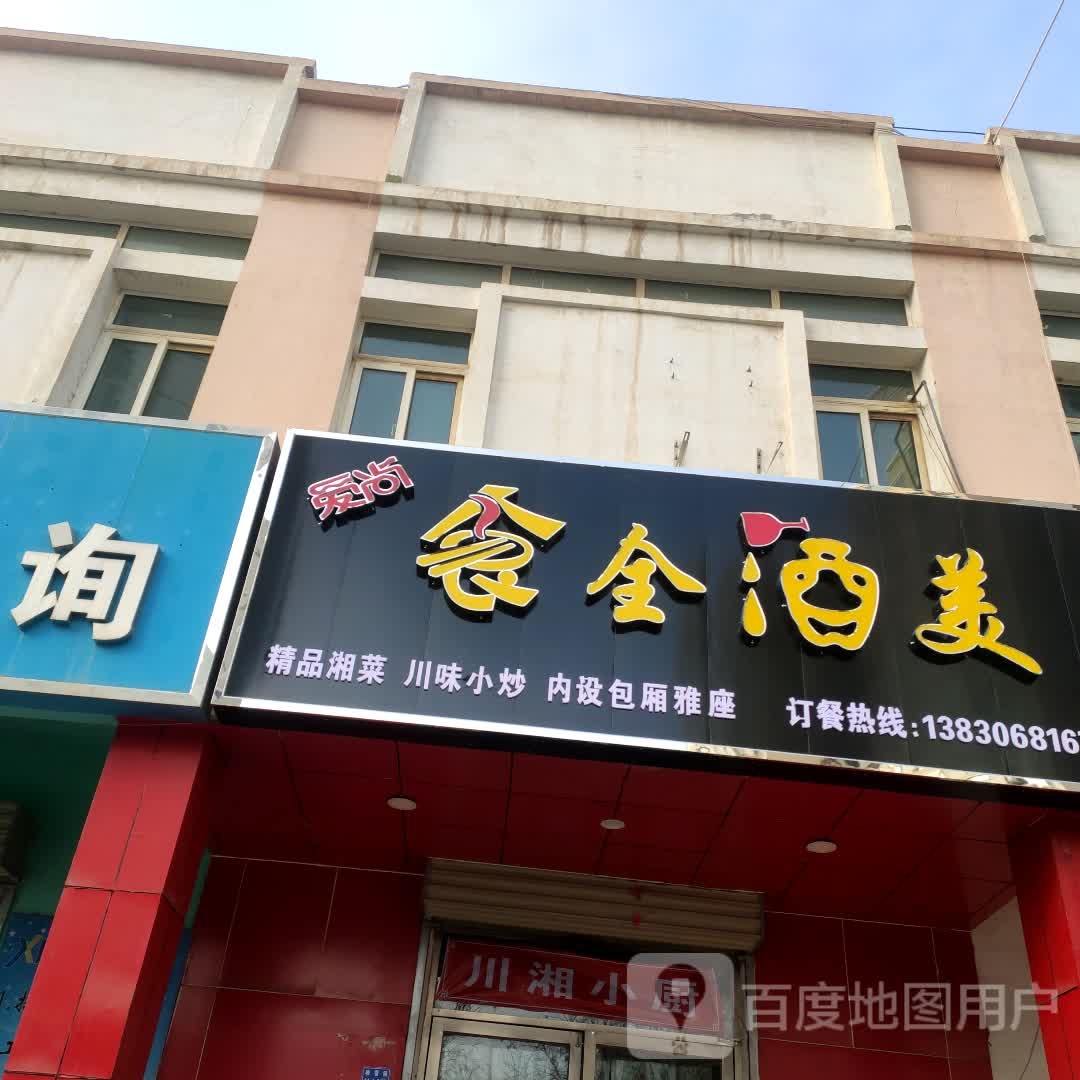 询
爱尚
食全酒美
精品湘菜 川味小炒 内设包厢雅座 订餐热线:1383068167
川湘小厨
百度地图用户